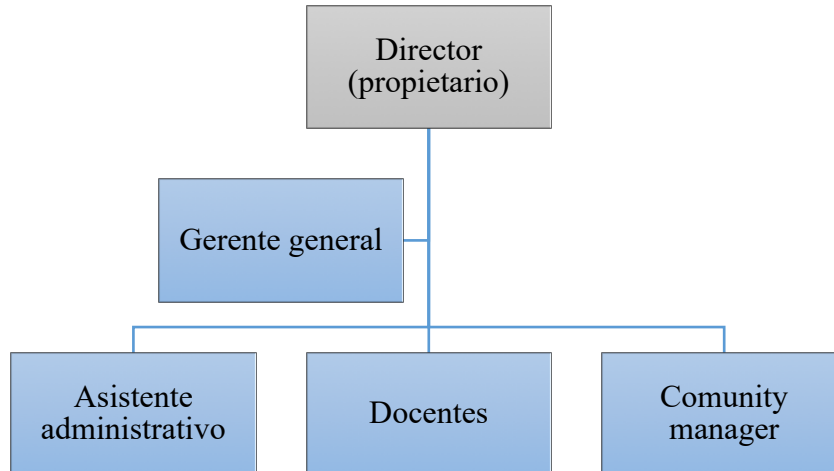 Director
(propietario)
Gerente general
Asistente
administrativo
Docentes
Comunity
manager